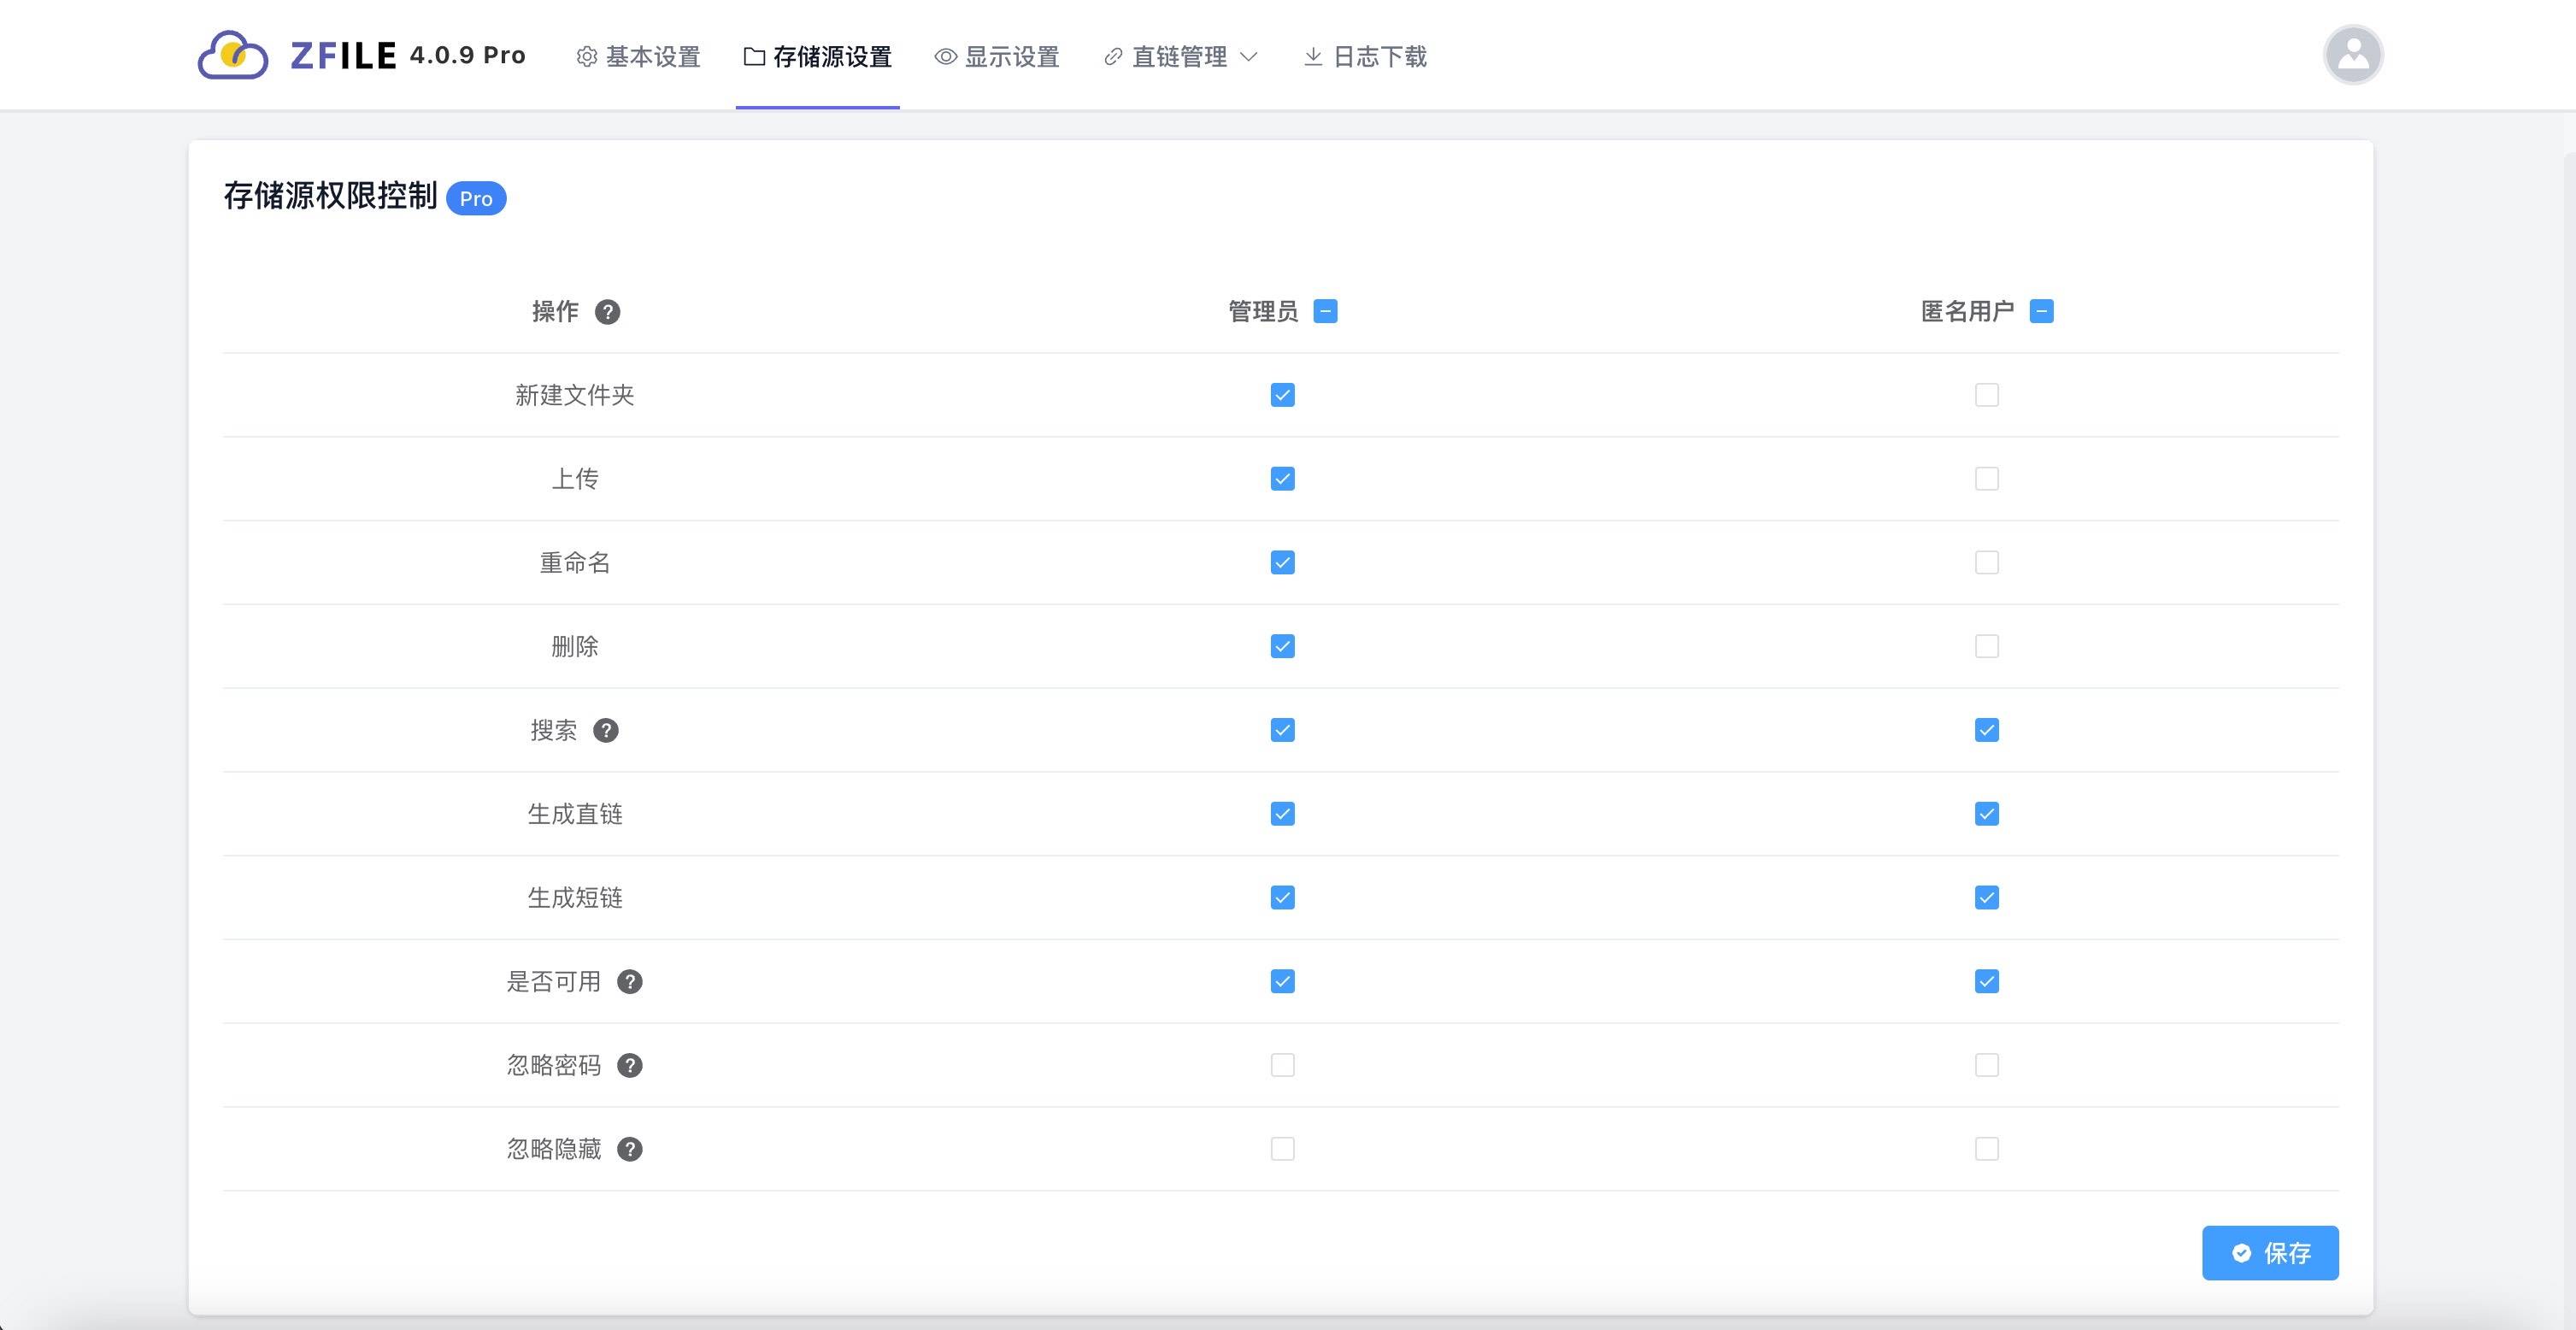 ZFILE 4.0.9 Pro 基本设置 存储源设置 显示设置 直链管理 日志下载
存储源权限控制 Pro
操作 ? 管理员 匿名用户
新建文件夹
上传
重命名
删除
搜索 ?
生成直链
生成短链
是否可用 ?
忽略密码 ?
忽略隐藏 ?
保存